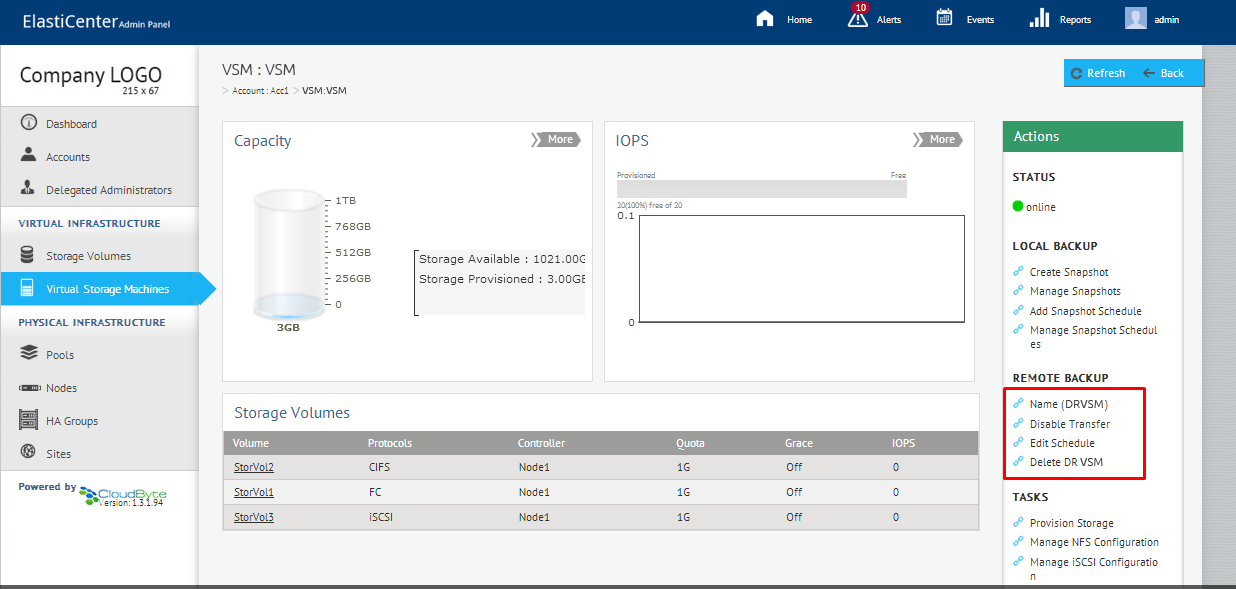 ElastiCenter Admin Panel
Home
10
Alerts
Events
Reports
admin
Company LOGO
215 x 67
Dashboard
Accounts
Delegated Administrators
VIRTUAL INFRASTRUCTURE
Storage Volumes
Virtual Storage Machines
PHYSICAL INFRASTRUCTURE
Pools
Nodes
HA Groups
Sites
Powered by CloudByte
Version: 1.3.1.94
VSM : VSM
> Account : Acc1 > VSM:VSM
Refresh
Back
Capacity
More
1TB
768GB
512GB
256GB
0
3GB
Storage Available : 1021.00G
Storage Provisioned : 3.00GB
IOPS
More
Provisioned Free
20(100%) free of 20
0.1
0
Storage Volumes
Volume Protocols Controller Quota Grace IOPS
StorVol2 CIFS Node1 1G Off 0
StorVol1 FC Node1 1G Off 0
StorVol3 iSCSI Node1 1G Off 0
Actions
STATUS
online
LOCAL BACKUP
Create Snapshot
Manage Snapshots
Add Snapshot Schedule
Manage Snapshot Schedul
es
REMOTE BACKUP
Name (DRVSM)
Disable Transfer
Edit Schedule
Delete DR VSM
TASKS
Provision Storage
Manage NFS Configuration
Manage iSCSI Configuratio
n